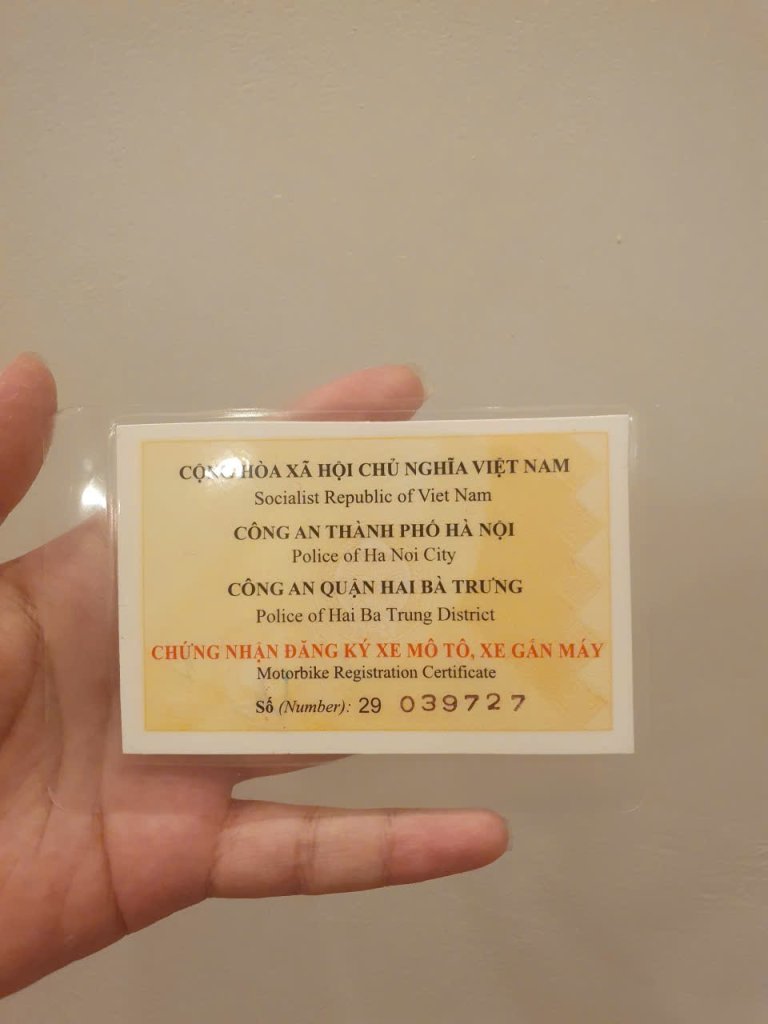 CỘNG HÒA XÃ HỘI CHỦ NGHĨA VIỆT NAM
Socialist Republic of Viet Nam
CÔNG AN THÀNH PHỐ HÀ NỘI
Police of Ha Noi City
CÔNG AN QUẬN HAI BÀ TRƯNG
Police of Hai Ba Trung District
CHỨNG NHẬN ĐĂNG KÝ XE MÔ TÔ, XE GẮN MÁY
Motorbike Registration Certificate
Số (Number): 29 039727